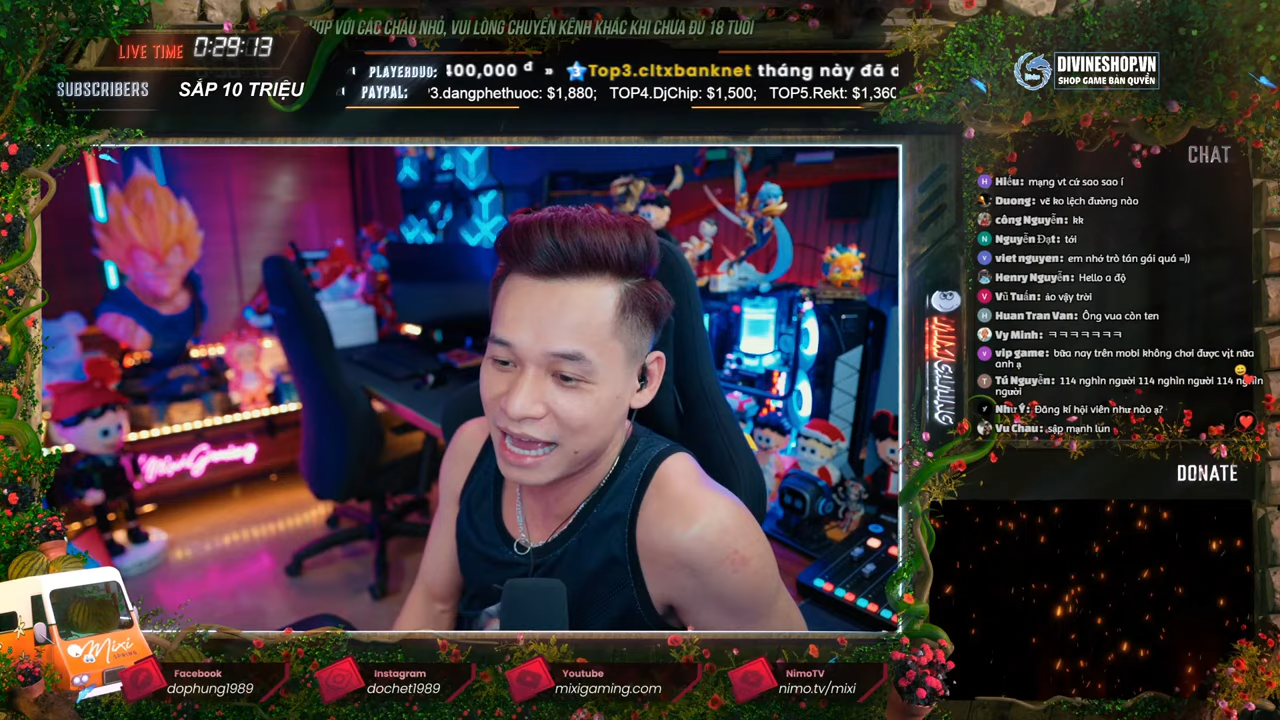 HỢP VỚI CÁC CHÁU NHỎ, VUI LÒNG CHUYỂN KÊNH KHÁC KHI CHƯA ĐỦ 18 TUỔI
LIVE TIME 0:29:13
SUBSCRIBERS SẮP 10 TRIỆU
PLAYERDUO: 400,000 đ » 3 Top3.cltxbanknet tháng này đã
PAYPAL: 3.dangphethuoc: $1,880; TOP4.DjChip: $1,500; TOP5.Rekt: $1,360
DIVINESHOP.VN
SHOP GAME BẢN QUYỀN
CHAT
Hiếu: mạng vt cứ sao sao í
Duong: vẽ ko lệch đường nào
công Nguyễn: kk
Nguyễn Đạt: tới
viet nguyen: em nhớ trò tán gái quá =))
Henry Nguyễn: Hello a độ
Vũ Tuấn: ảo vậy trời
Huan Tran Van: Ông vua còn ten
Vy Minh: ㅋㅋㅋㅋㅋㅋㅋ
vip game: bữa nay trên mobi không chơi được vịt nữa
anh ạ
Tú Nguyễn: 114 nghìn người 114 nghìn người 114 nghìn
người
Như Ý: Đăng kí hội viên như nào ạ?
Vu Chau: sập mạnh lun
MIXIGAMING
DONATE
MixiGaming
Mixi
Facebook
dophung1989
Instagram
dochet1989
Youtube
mixigaming.com
NimoTV
nimo.tv/mixi